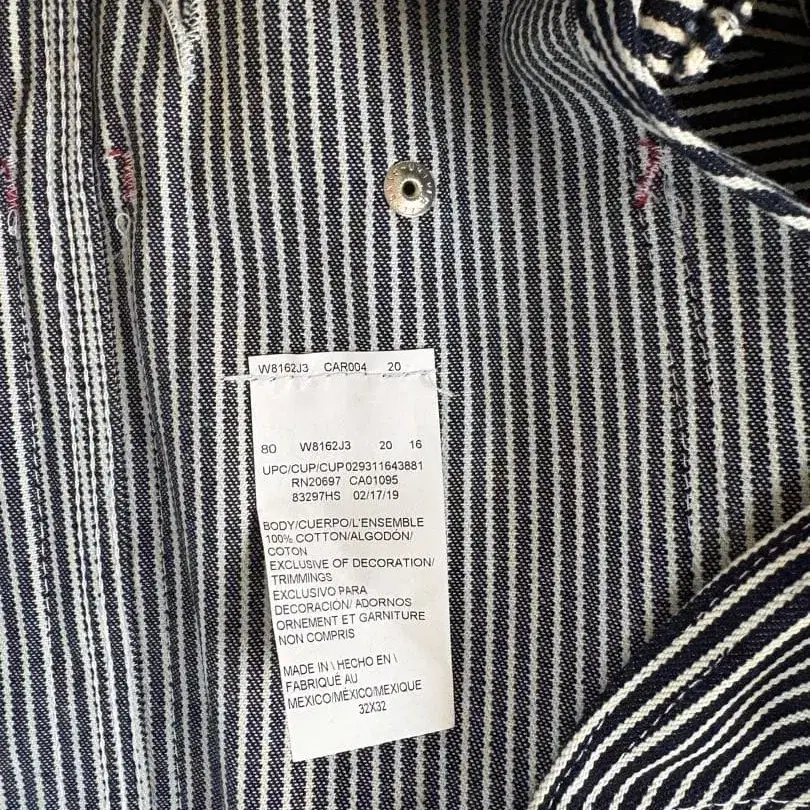 W8162J3 CAR004 20
80 W8162J3 20 16
UPC/CUP/CUP029311643881
RN20697 CA01095
83297HS 02/17/19
BODY/CUERPO/L'ENSEMBLE
100% COTTON/ALGODÓN/
COTON
EXCLUSIVE OF DECORATION/
TRIMMINGS
EXCLUSIVO PARA
DECORACIÓN/ ADORNOS
ORNEMENT ET GARNITURE
NON COMPRIS
MADE IN \ HECHO EN \
FABRIQUÉ AU
MEXICO/MÉXICO/MEXIQUE
32X32